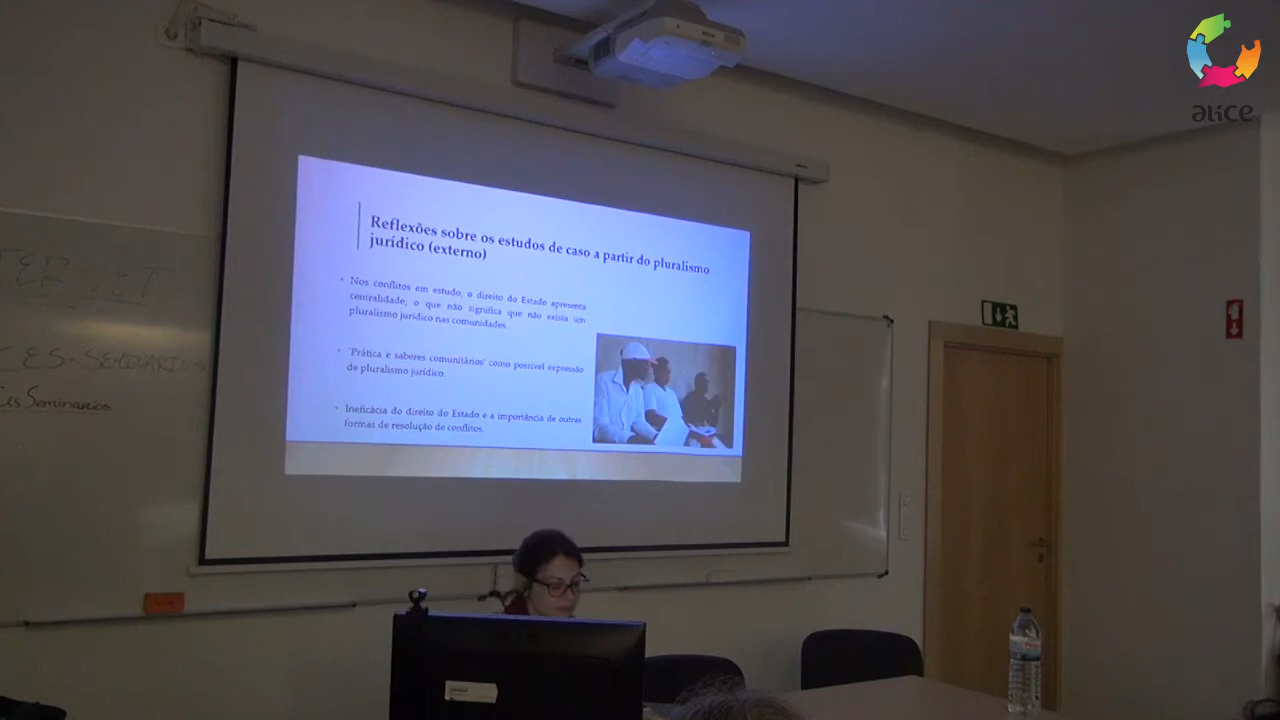 alice
Reflexões sobre os estudos de caso a partir do pluralismo
jurídico (externo)
• Nos conflitos em estudo, o direito do Estado apresenta
centralidade, o que não significa que não exista um
pluralismo jurídico nas comunidades.
• "Prática e saberes comunitários" como possível expressão
de pluralismo jurídico.
• Ineficácia do direito do Estado e a importância de outras
formas de resolução de conflitos.
CES-SEMINARIOS
Seminarios